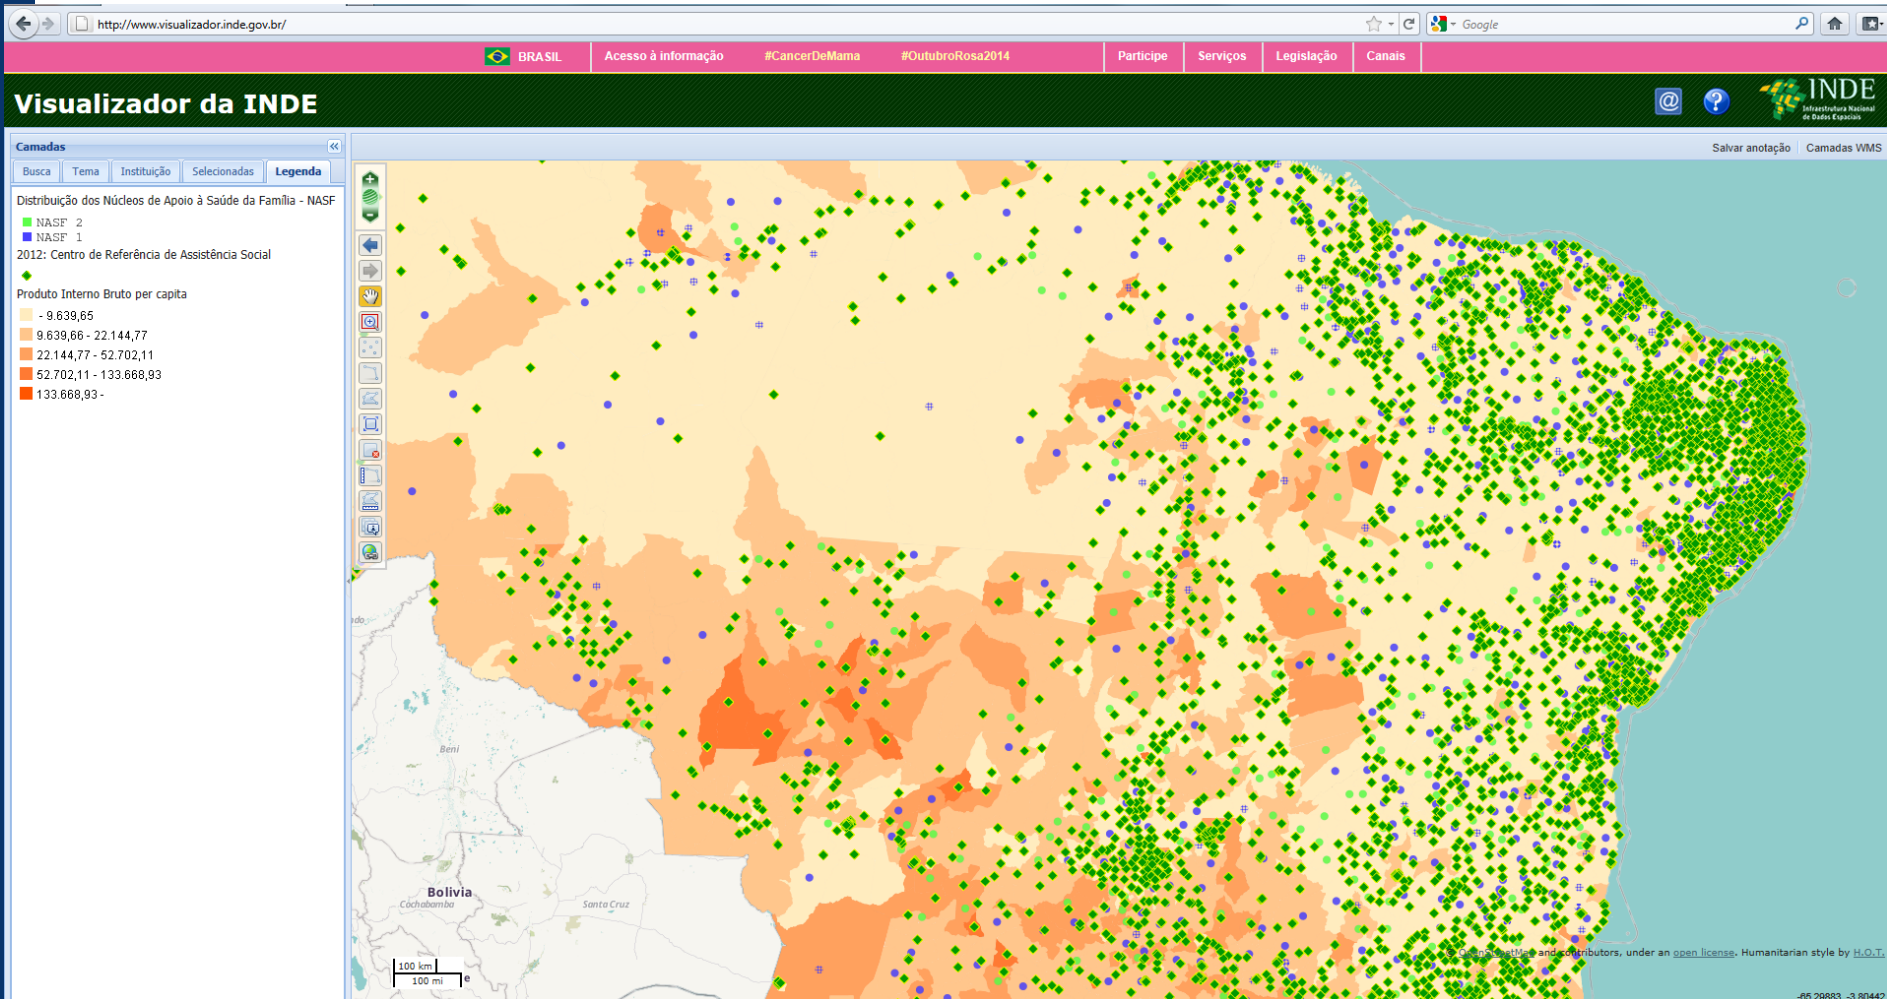 http://www.visualizador.inde.gov.br/
Google
BRASIL
Acesso à informação
#CancerDeMama
#OutubroRosa2014
Participe
Serviços
Legislação
Canais
Visualizador da INDE
@
?
INDE
Infraestrutura Nacional
de Dados Espaciais
Camadas
Salvar anotação
Camadas WMS
Busca
Tema
Instituição
Selecionadas
Legenda
Distribuição dos Núcleos de Apoio à Saúde da Família - NASF
NASF 2
NASF 1
2012: Centro de Referência de Assistência Social
Produto Interno Bruto per capita
- 9.639,65
9.639,66 - 22.144,77
22.144,77 - 52.702,11
52.702,11 - 133.668,93
133.668,93 -
Beni
Bolivia
Cochabamba
Santa Cruz
100 km
100 mi
© OpenStreetMap and contributors, under an open license. Humanitarian style by H.O.T.
-65.29883, -3.80442